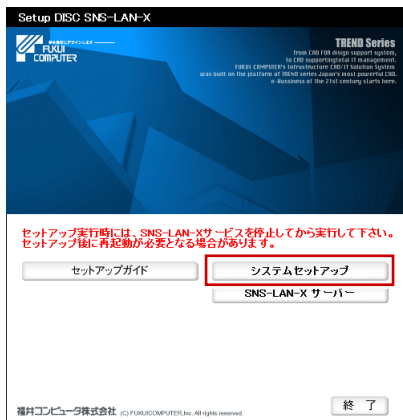 Setup DISC SNS-LAN-X
FUKUI
COMPUTER
TREND Series
from CAD FOR disign support system,
to CAD supportingtotal IT management.
FUKUI COMPUTER's Infrastructure CAD/IT Solution System
was built on the platform of TREND series Japan's most powerful CAD.
e-Bussiness of the 21st century starts here.
セットアップ実行時には、SNS-LAN-Xサービスを停止してから実行して下さい。
セットアップ後に再起動が必要となる場合があります。
セットアップガイド
システムセットアップ
SNS-LAN-X サーバー
福井コンピュータ株式会社 (C) FUKUICOMPUTER,Inc. All rights reserved.
終 了